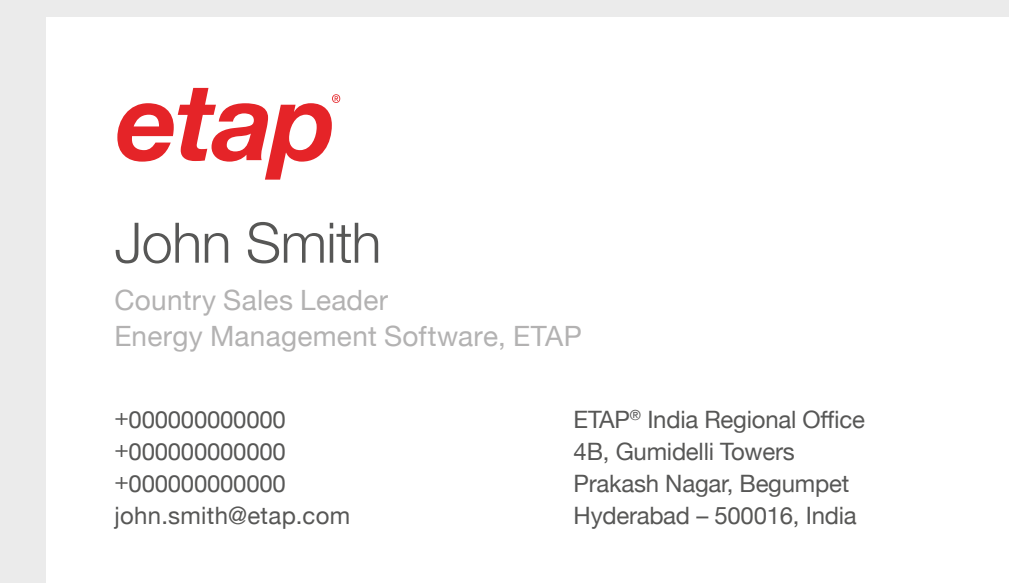 etap®
John Smith
Country Sales Leader
Energy Management Software, ETAP
+000000000000
+000000000000
+000000000000
john.smith@etap.com
ETAP® India Regional Office
4B, Gumidelli Towers
Prakash Nagar, Begumpet
Hyderabad – 500016, India